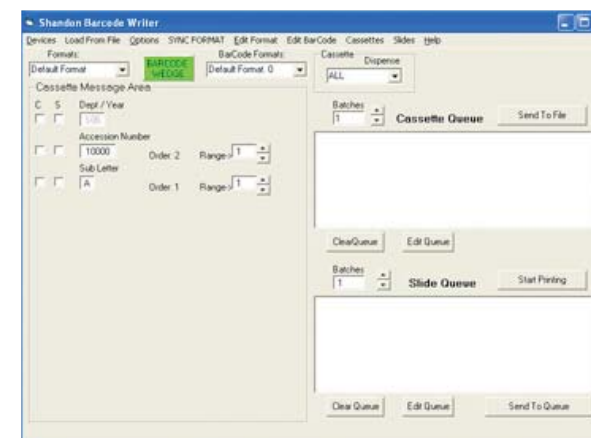 Shandon Barcode Writer
Devices Load From File Options SYNC FORMAT Edit Format Edit BarCode Cassettes Slides Help
Formats: BarCode Formats: Cassette
Default Format BARCODE WEDGE Default Format 0 Dispense
ALL
Cassette Message Area
C S Dept / Year
Accession Number
10000 Order: 2 Range-> 1
Sub Letter
A Order: 1 Range-> 1
Batches
1 Cassette Queue Send To File
ClearQueue Edit Queue
Batches
1 Slide Queue Start Printing
Clear Queue Edit Queue Send To Queue